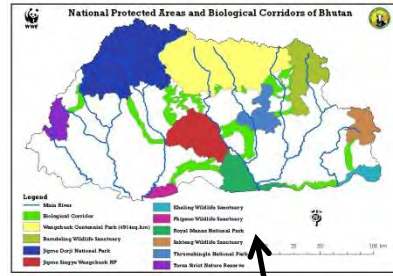 National Protected Areas and Biological Corridors of Bhutan
WWF
Legend
Main River
Biological Corridor
Wangchuck Centennial Park (4914sq.km)
Bumdeling Wildlife Sanctuary
Jigme Dorji National Park
Jigme Singye Wangchuck NP
Khaling Wildlife Sanctuary
Phipsoo Wildlife Sanctuary
Royal Manas National Park
Sakteng Wildlife Sanctuary
Thrumshingla National Park
Torsa Strict Nature Reserve
25 50 100 km